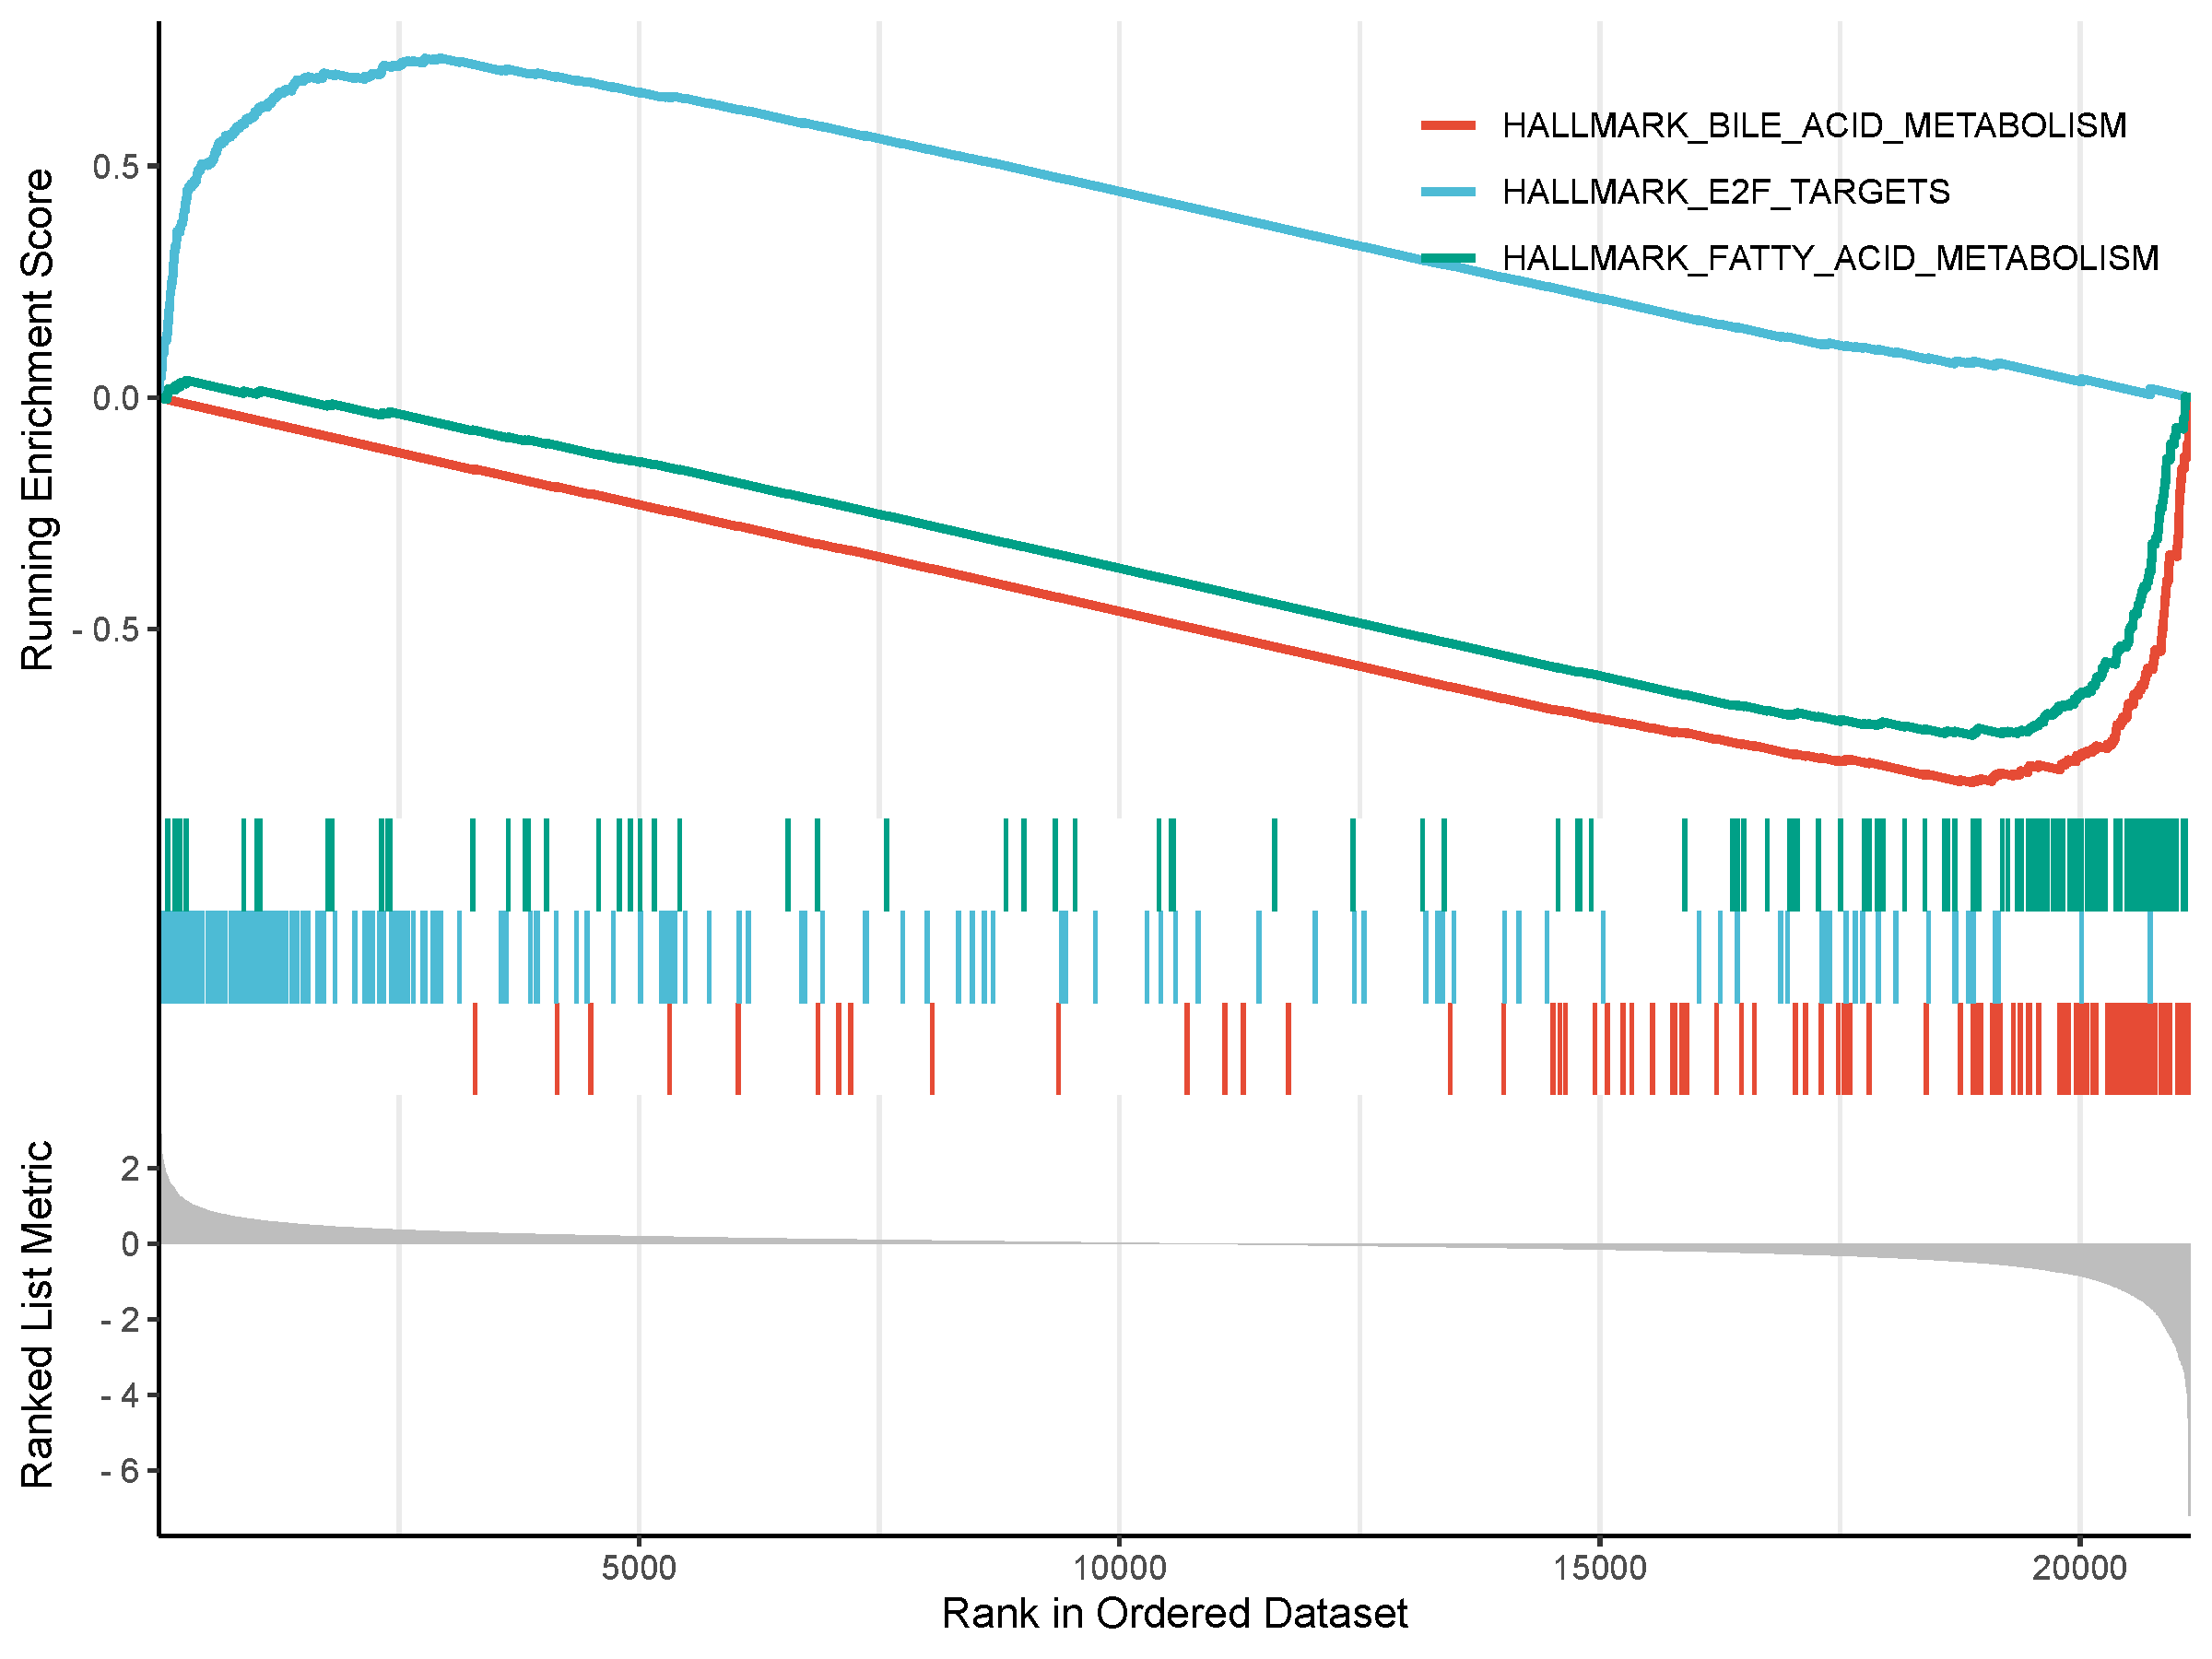 Running Enrichment Score
0.5
0.0
- 0.5
HALLMARK_BILE_ACID_METABOLISM
HALLMARK_E2F_TARGETS
HALLMARK_FATTY_ACID_METABOLISM
Ranked List Metric
2
0
- 2
- 4
- 6
5000 10000 15000 20000
Rank in Ordered Dataset